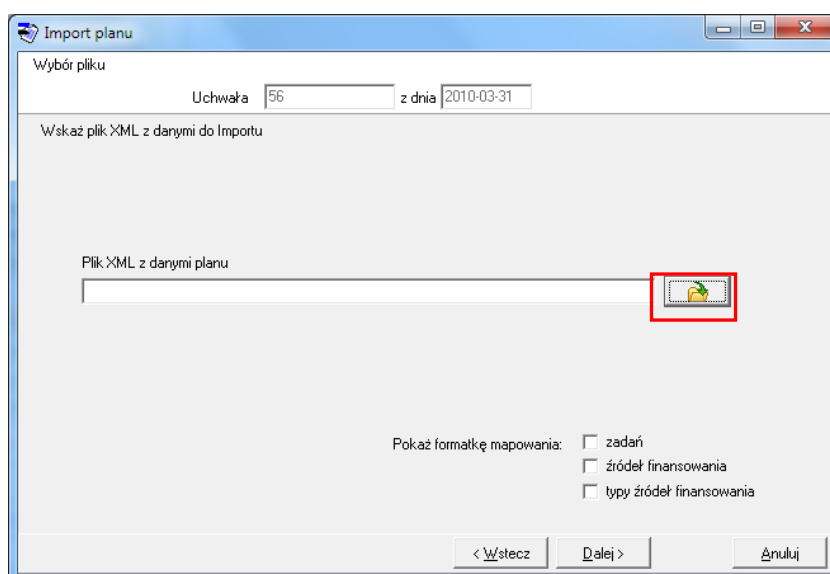 Import planu
Wybór pliku
Uchwała 56 z dnia 2010-03-31
Wskaż plik XML z danymi do Importu
Plik XML z danymi planu
Pokaż formatkę mapowania: zadań
źródeł finansowania
typy źródeł finansowania
< Wstecz Dalej > Anuluj